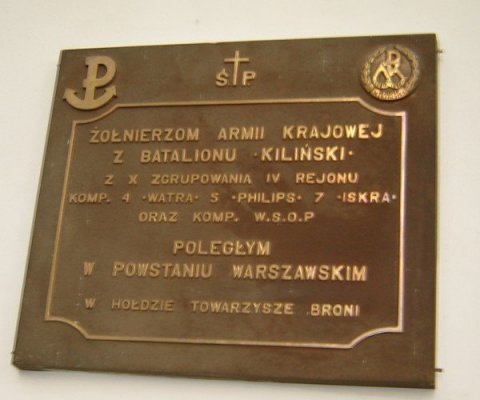 Ś P
ŻOŁNIERZOM ARMII KRAJOWEJ
Z BATALIONU ·KILIŃSKI·
Z X ZGRUPOWANIA IV REJONU
KOMP. 4 ·WATRA· 5 ·PHILIPS· 7 ·ISKRA·
ORAZ KOMP. W.S.O.P
POLEGŁYM
W POWSTANIU WARSZAWSKIM
W HOŁDZIE TOWARZYSZE BRONI